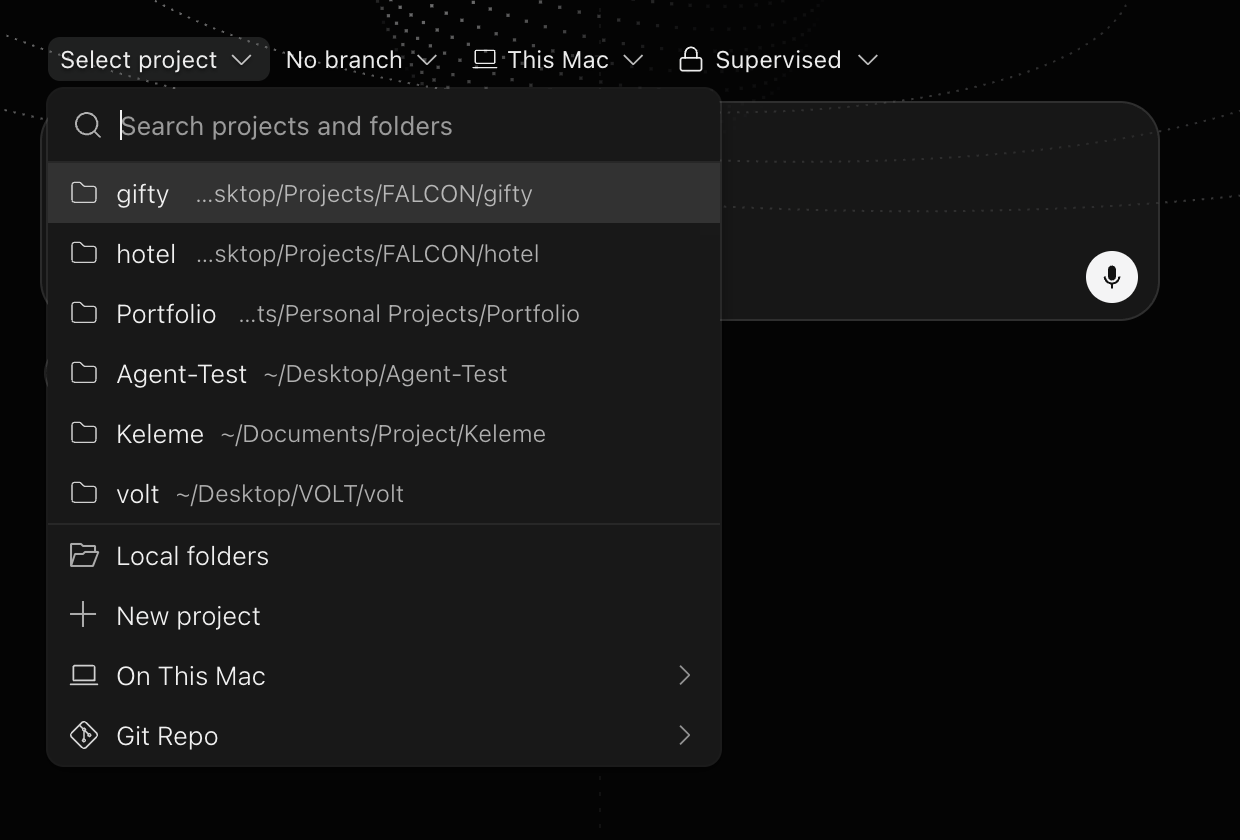 Select project No branch This Mac Supervised
Search projects and folders
gifty ...sktop/Projects/FALCON/gifty
hotel ...sktop/Projects/FALCON/hotel
Portfolio ...ts/Personal Projects/Portfolio
Agent-Test ~/Desktop/Agent-Test
Keleme ~/Documents/Project/Keleme
volt ~/Desktop/VOLT/volt
Local folders
New project
On This Mac
Git Repo